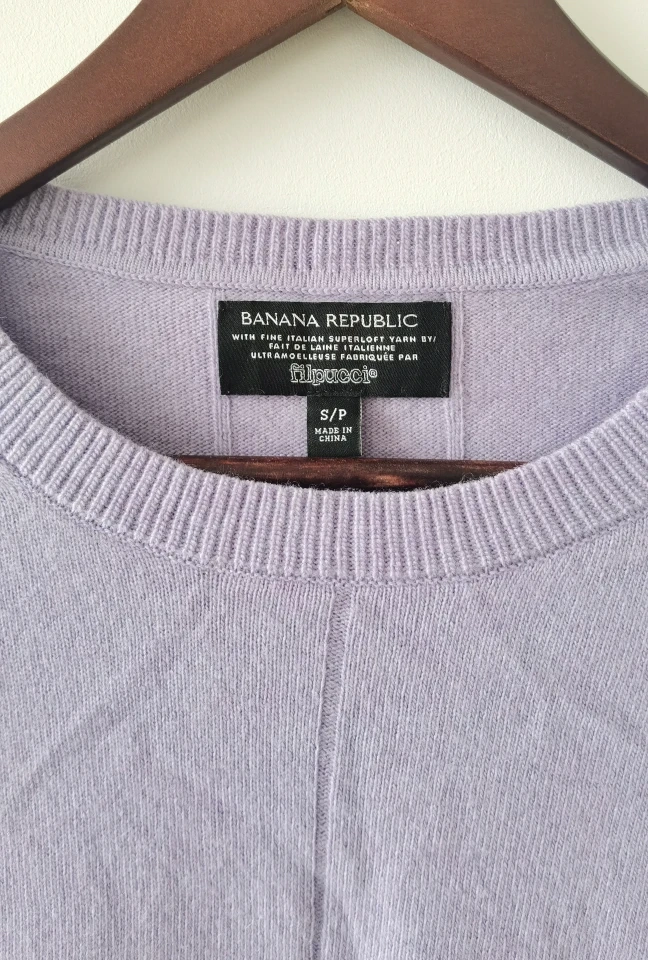 BANANA REPUBLIC
WITH FINE ITALIAN SUPERLOFT YARN BY/
FAIT DE LAINE ITALIENNE
ULTRAMOELLEUSE FABRIQUÉE PAR
filpucci®
S/P
MADE IN
CHINA